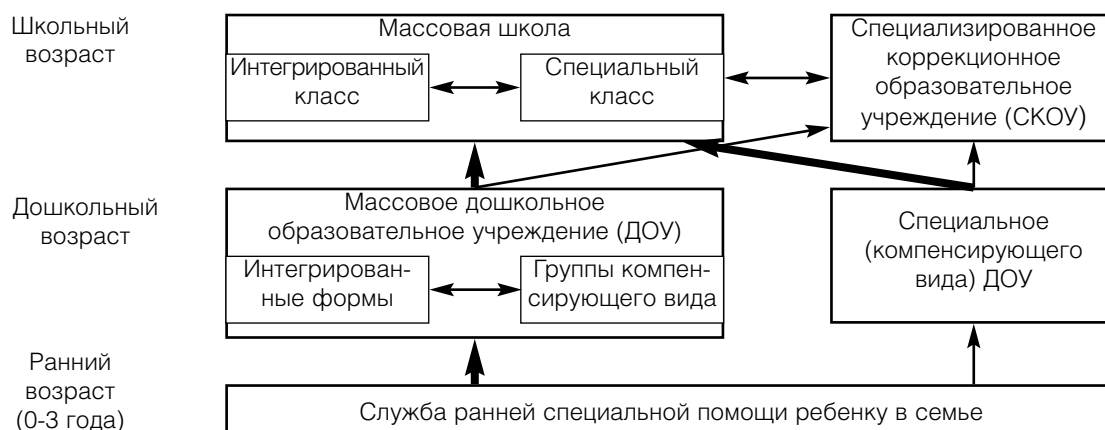 Школьный
возраст
Массовая школа
Интегрированный
класс
Специальный
класс
Специализированное
коррекционное
образовательное
учреждение (СКОУ)
Дошкольный
возраст
Массовое дошкольное
образовательное учреждение (ДОУ)
Интегрирован-
ные формы
Группы компен-
сирующего вида
Специальное
(компенсирующего
вида) ДОУ
Ранний
возраст
(0-3 года)
Служба ранней специальной помощи ребенку в семье